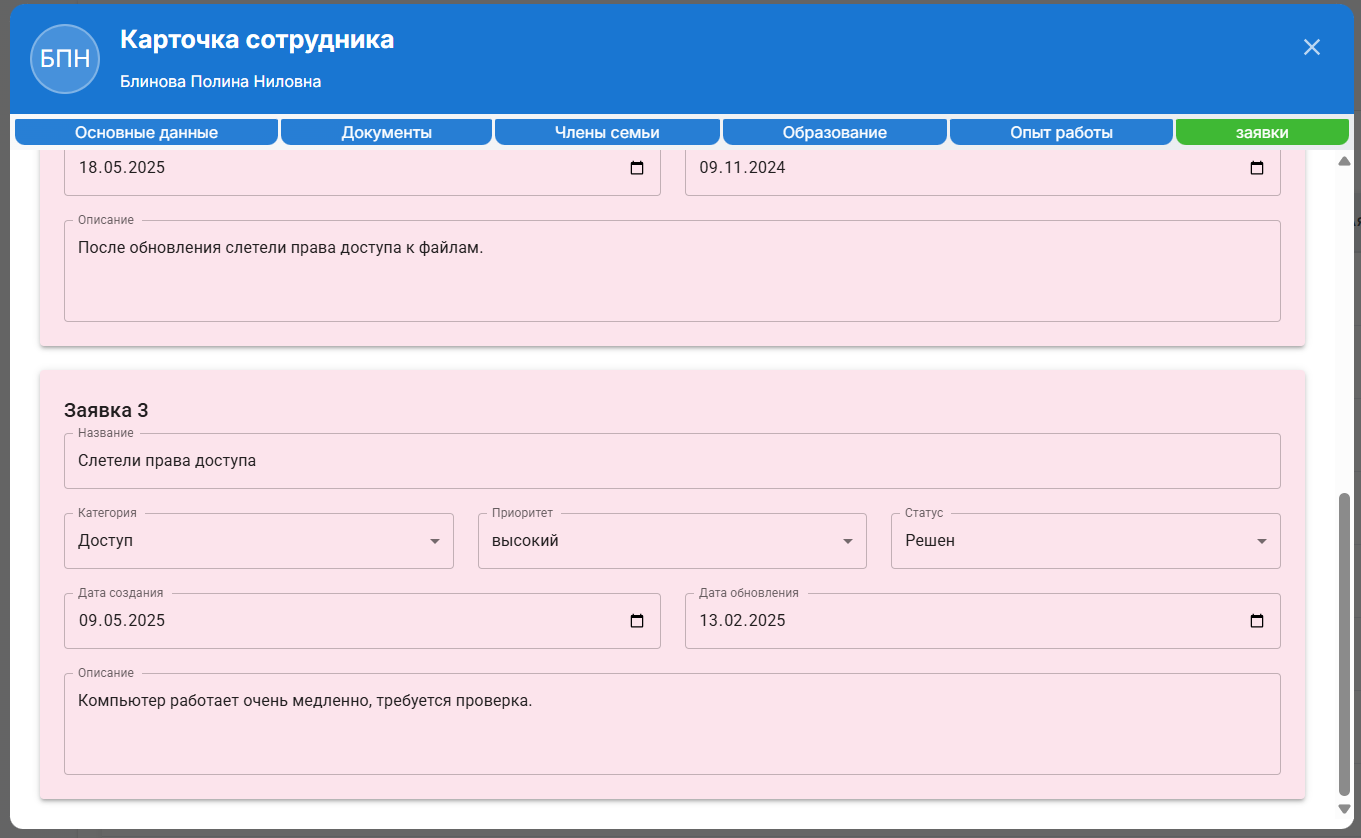 БПН
Карточка сотрудника
Блинова Полина Ниловна
Основные данные
Документы
Члены семьи
Образование
Опыт работы
заявки
18.05.2025
09.11.2024
Описание
После обновления слетели права доступа к файлам.
Заявка 3
Название
Слетели права доступа
Категория
Доступ
Приоритет
высокий
Статус
Решен
Дата создания
09.05.2025
Дата обновления
13.02.2025
Описание
Компьютер работает очень медленно, требуется проверка.